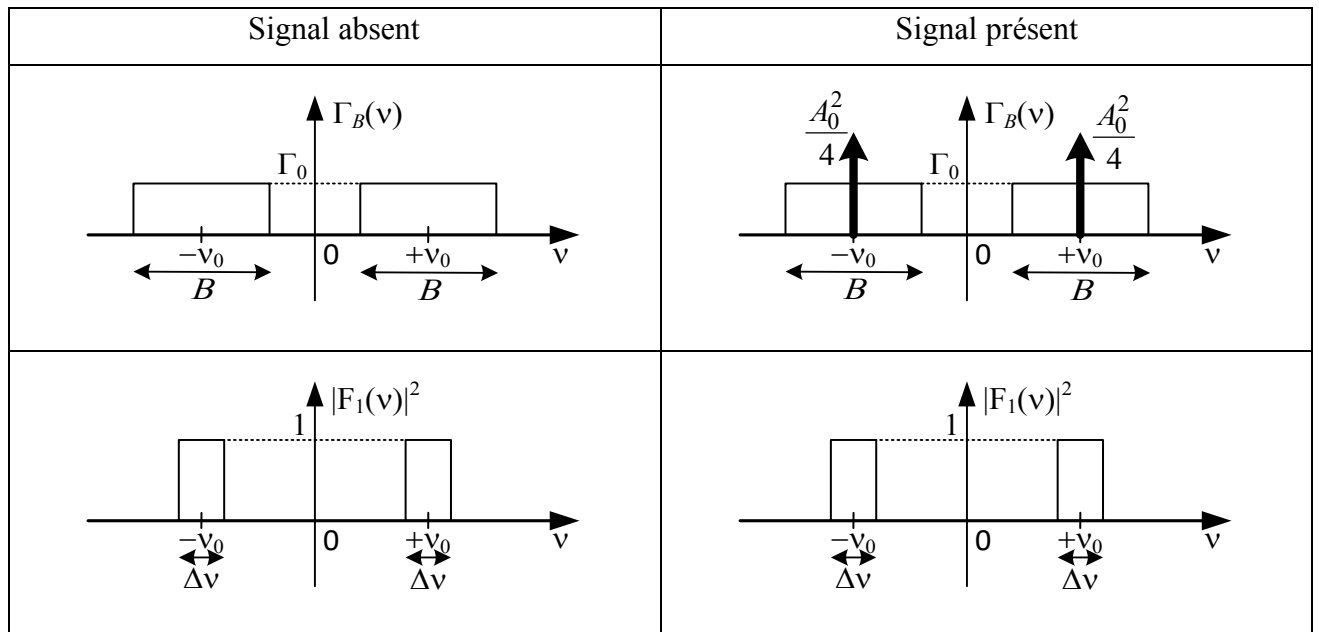 Signal absent
Signal présent
Γ_B(ν)
Γ₀
−ν₀ 0 +ν₀ ν
B B
A₀²/4 Γ_B(ν) A₀²/4
Γ₀
−ν₀ 0 +ν₀ ν
B B
|F₁(ν)|²
1
−ν₀ 0 +ν₀ ν
Δν Δν
|F₁(ν)|²
1
−ν₀ 0 +ν₀ ν
Δν Δν